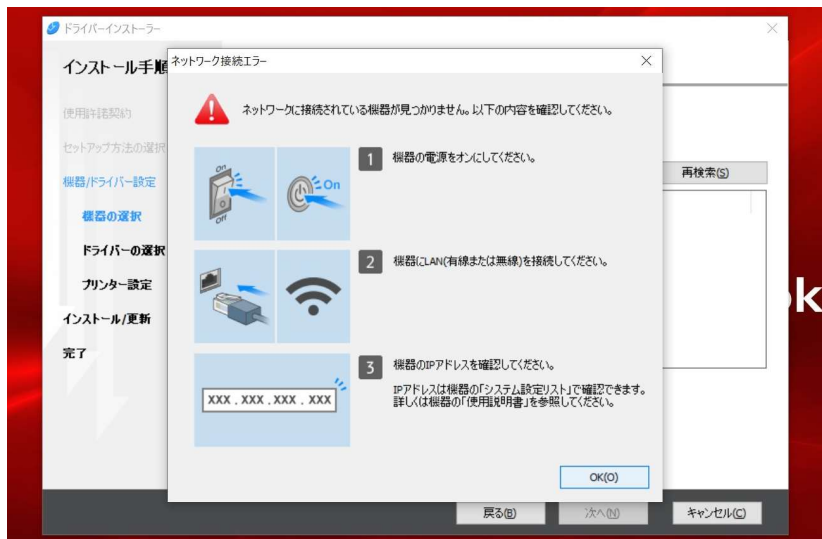 ドライバーインストーラー
インストール手順
使用許諾契約
セットアップ方法の選択
機器/ドライバー設定
機器の選択
ドライバーの選択
プリンター設定
インストール/更新
完了
ネットワーク接続エラー
ネットワークに接続されている機器が見つかりません。以下の内容を確認してください。
On
Off
On
1
機器の電源をオンにしてください。
2
機器にLAN(有線または無線)を接続してください。
3
機器のIPアドレスを確認してください。
IPアドレスは機器の「システム設定リスト」で確認できます。
詳しくは機器の「使用説明書」を参照してください。
XXX . XXX . XXX . XXX
OK(O)
再検索(S)
戻る(B)
次へ(N)
キャンセル(C)
ok